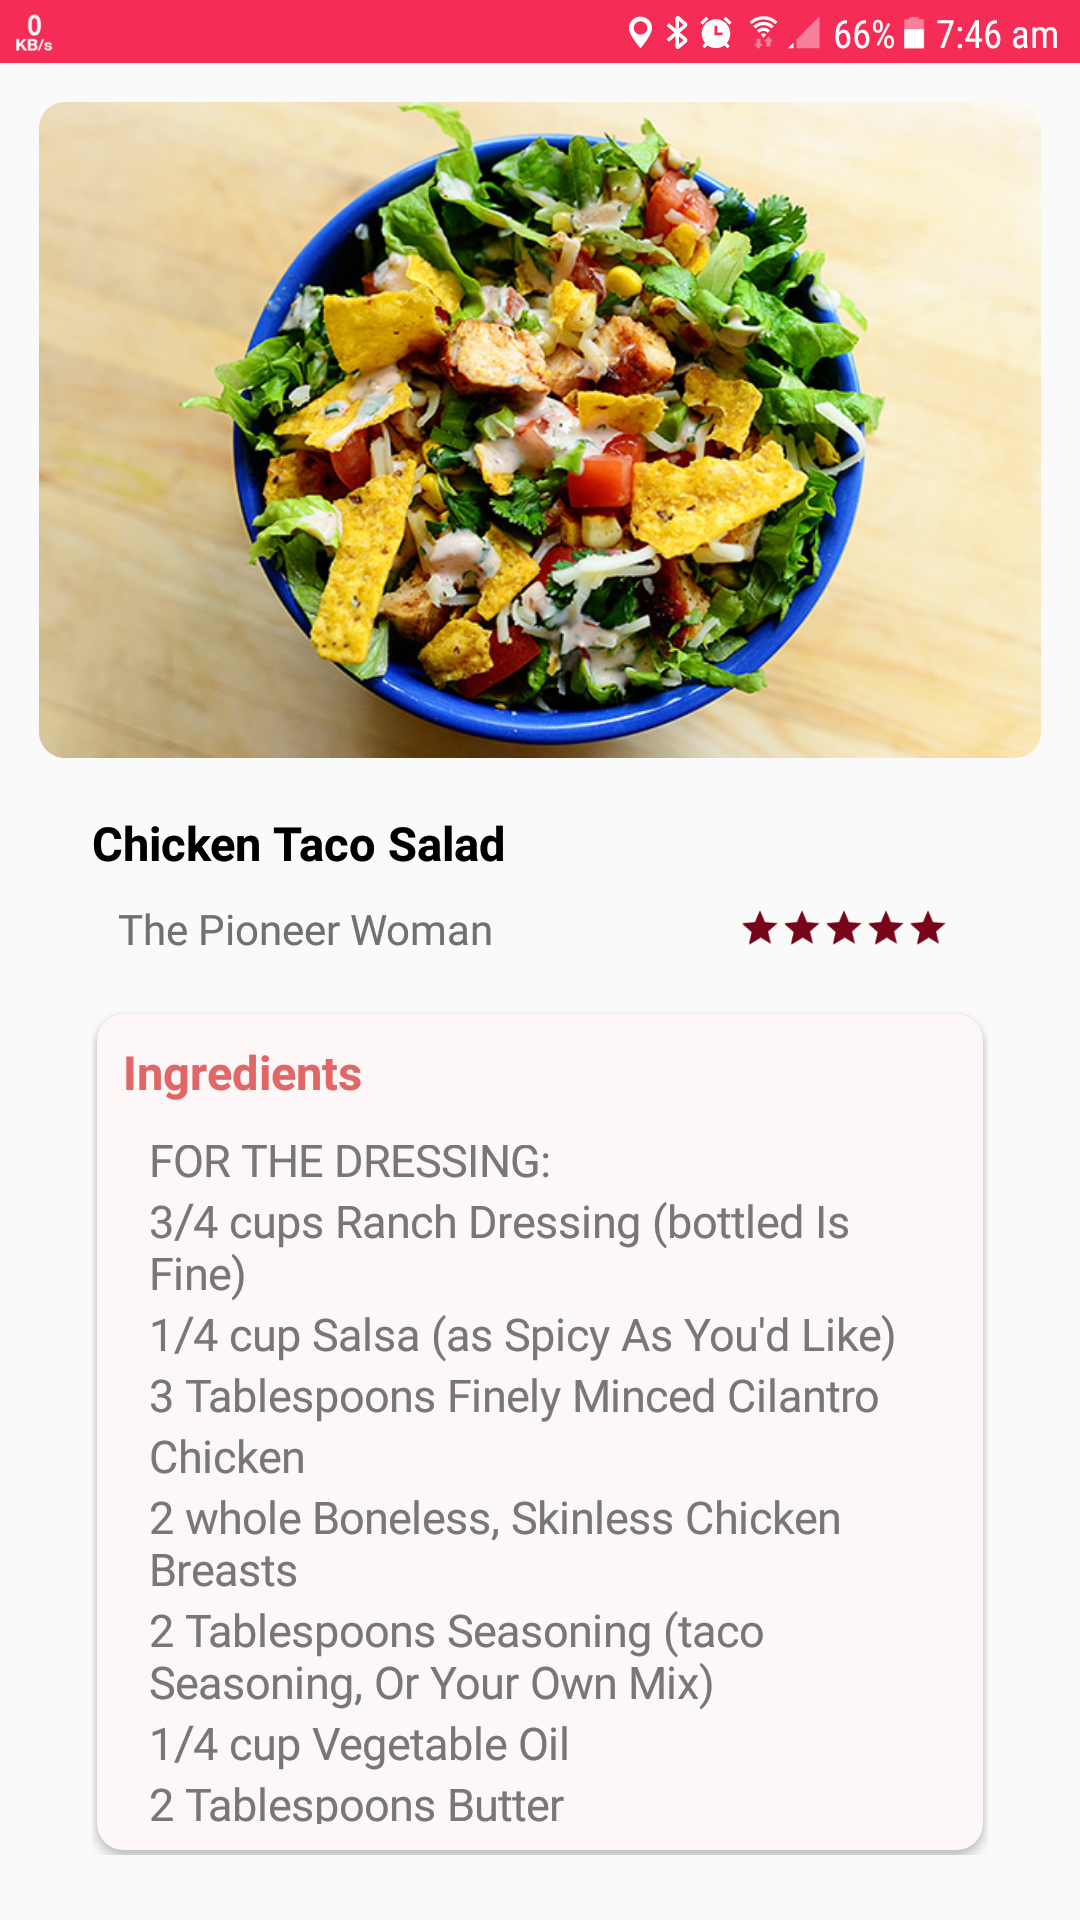 0
KB/s
66%
7:46 am
Chicken Taco Salad
The Pioneer Woman
Ingredients
FOR THE DRESSING:
3/4 cups Ranch Dressing (bottled Is
Fine)
1/4 cup Salsa (as Spicy As You'd Like)
3 Tablespoons Finely Minced Cilantro
Chicken
2 whole Boneless, Skinless Chicken
Breasts
2 Tablespoons Seasoning (taco
Seasoning, Or Your Own Mix)
1/4 cup Vegetable Oil
2 Tablespoons Butter